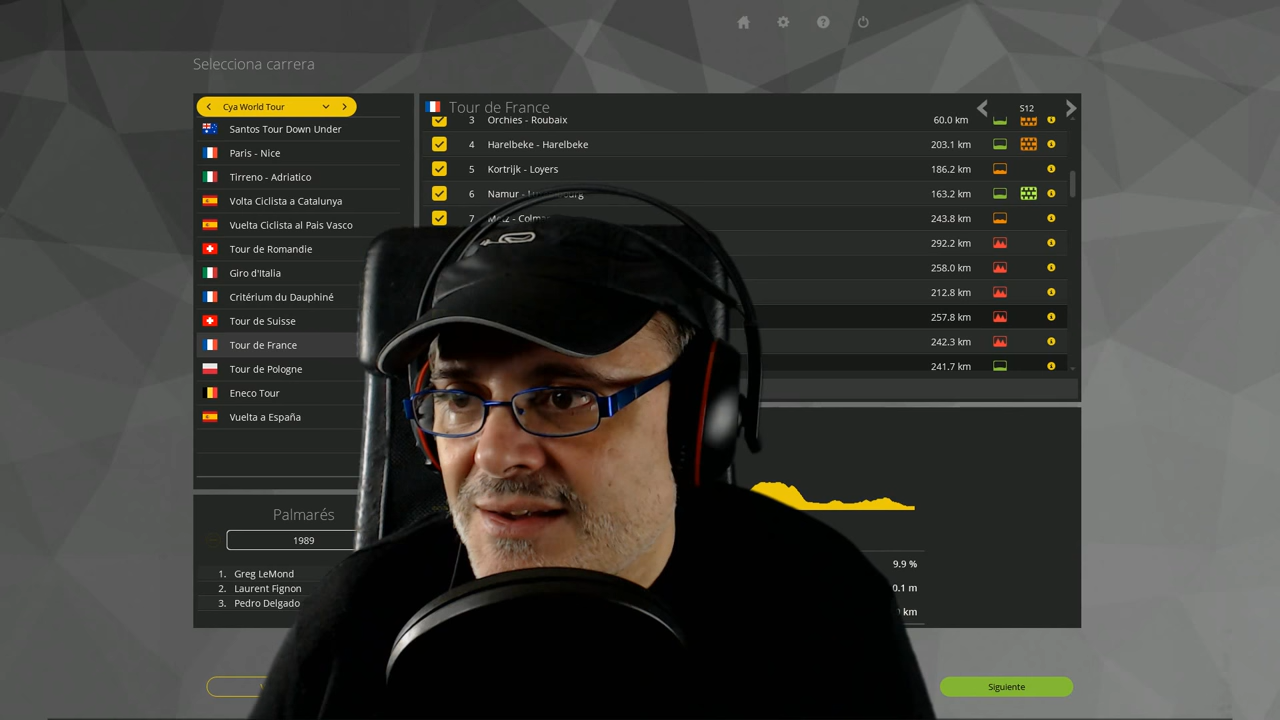 Selecciona carrera
Cya World Tour
Santos Tour Down Under
Paris - Nice
Tirreno - Adriatico
Volta Ciclista a Catalunya
Vuelta Ciclista al Pais Vasco
Tour de Romandie
Giro d'Italia
Critérium du Dauphiné
Tour de Suisse
Tour de France
Tour de Pologne
Eneco Tour
Vuelta a España
Palmarés
1989
1. Greg LeMond
2. Laurent Fignon
3. Pedro Delgado
Tour de France
S12
3 Orchies - Roubaix 60.0 km
4 Harelbeke - Harelbeke 203.1 km
5 Kortrijk - Loyers 186.2 km
6 Namur - 163.2 km
7 Metz - 243.8 km
292.2 km
258.0 km
212.8 km
257.8 km
242.3 km
241.7 km
9.9 %
0.1 m
km
Siguiente